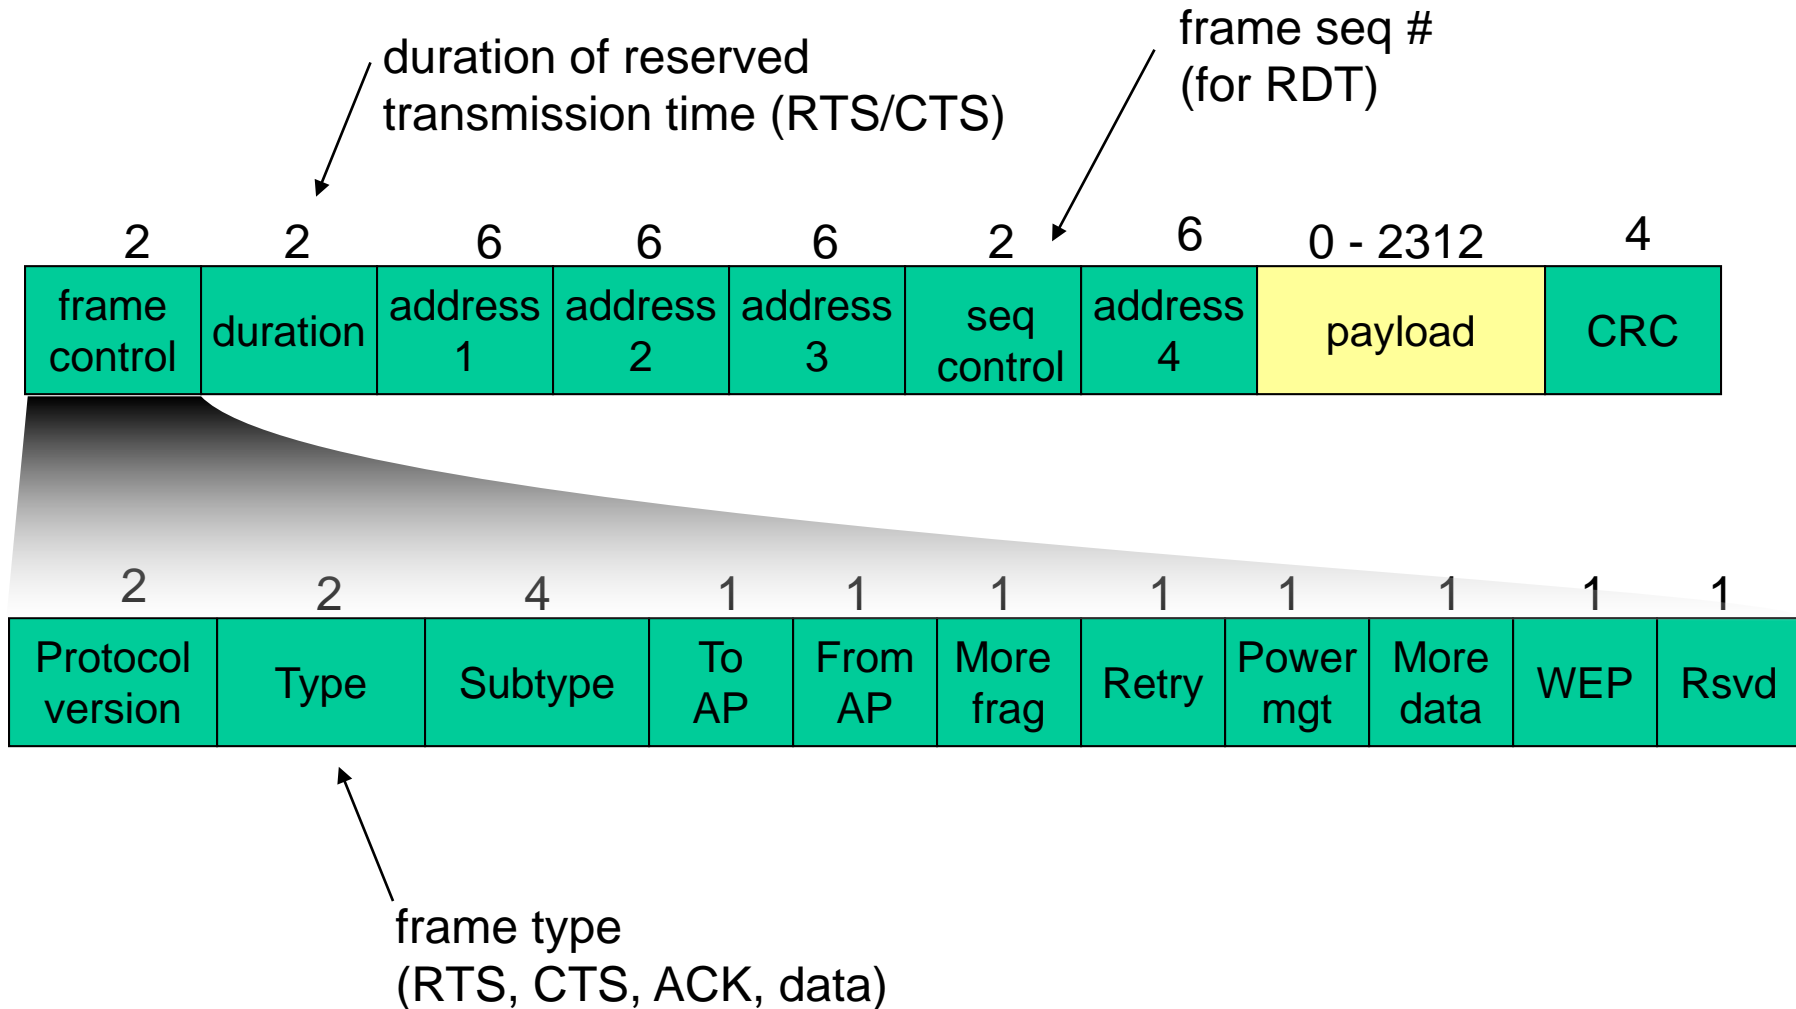 duration of reserved
transmission time (RTS/CTS)
frame seq #
(for RDT)
2 2 6 6 6 2 6 0 - 2312 4
frame
control
duration
address
1
address
2
address
3
seq
control
address
4
payload
CRC
2 2 4 1 1 1 1 1 1 1 1
Protocol
version
Type
Subtype
To
AP
From
AP
More
frag
Retry
Power
mgt
More
data
WEP
Rsvd
frame type
(RTS, CTS, ACK, data)